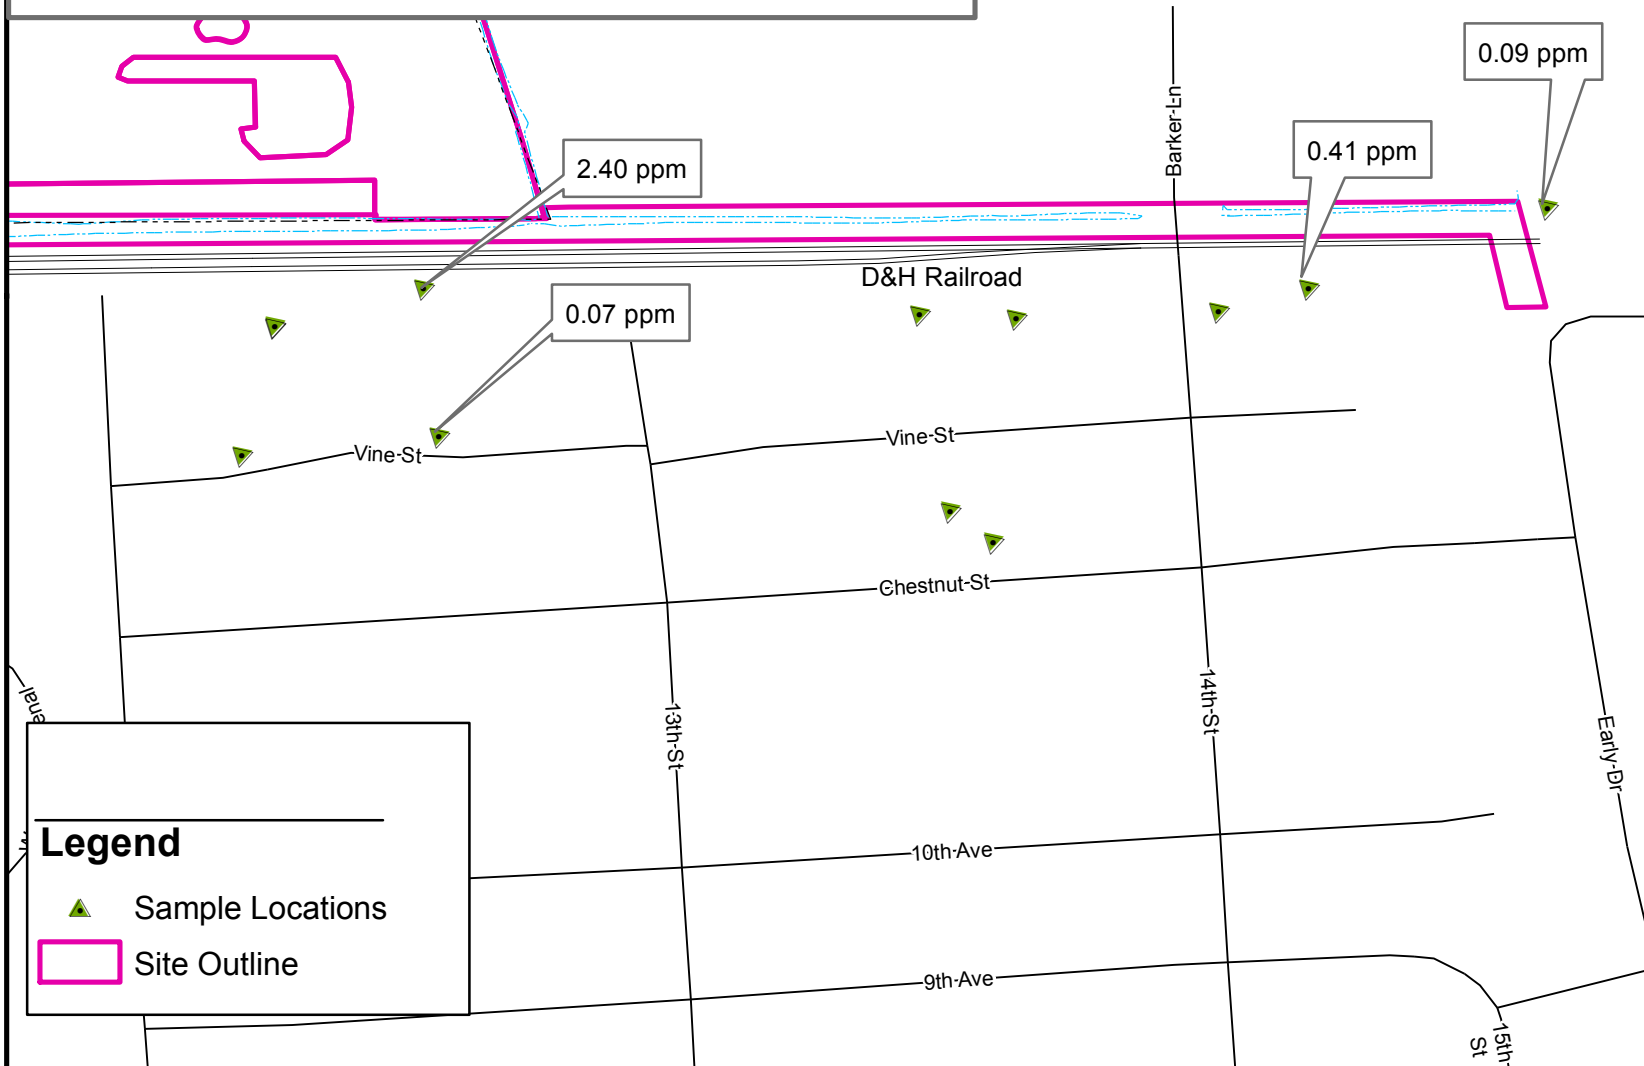 0.09 ppm
Barker Ln
0.41 ppm
2.40 ppm
D&H Railroad
0.07 ppm
Vine St
Vine St
Chestnut St
13th St
14th St
Early Dr
Legend
Sample Locations
Site Outline
10th Ave
9th Ave
15th
St